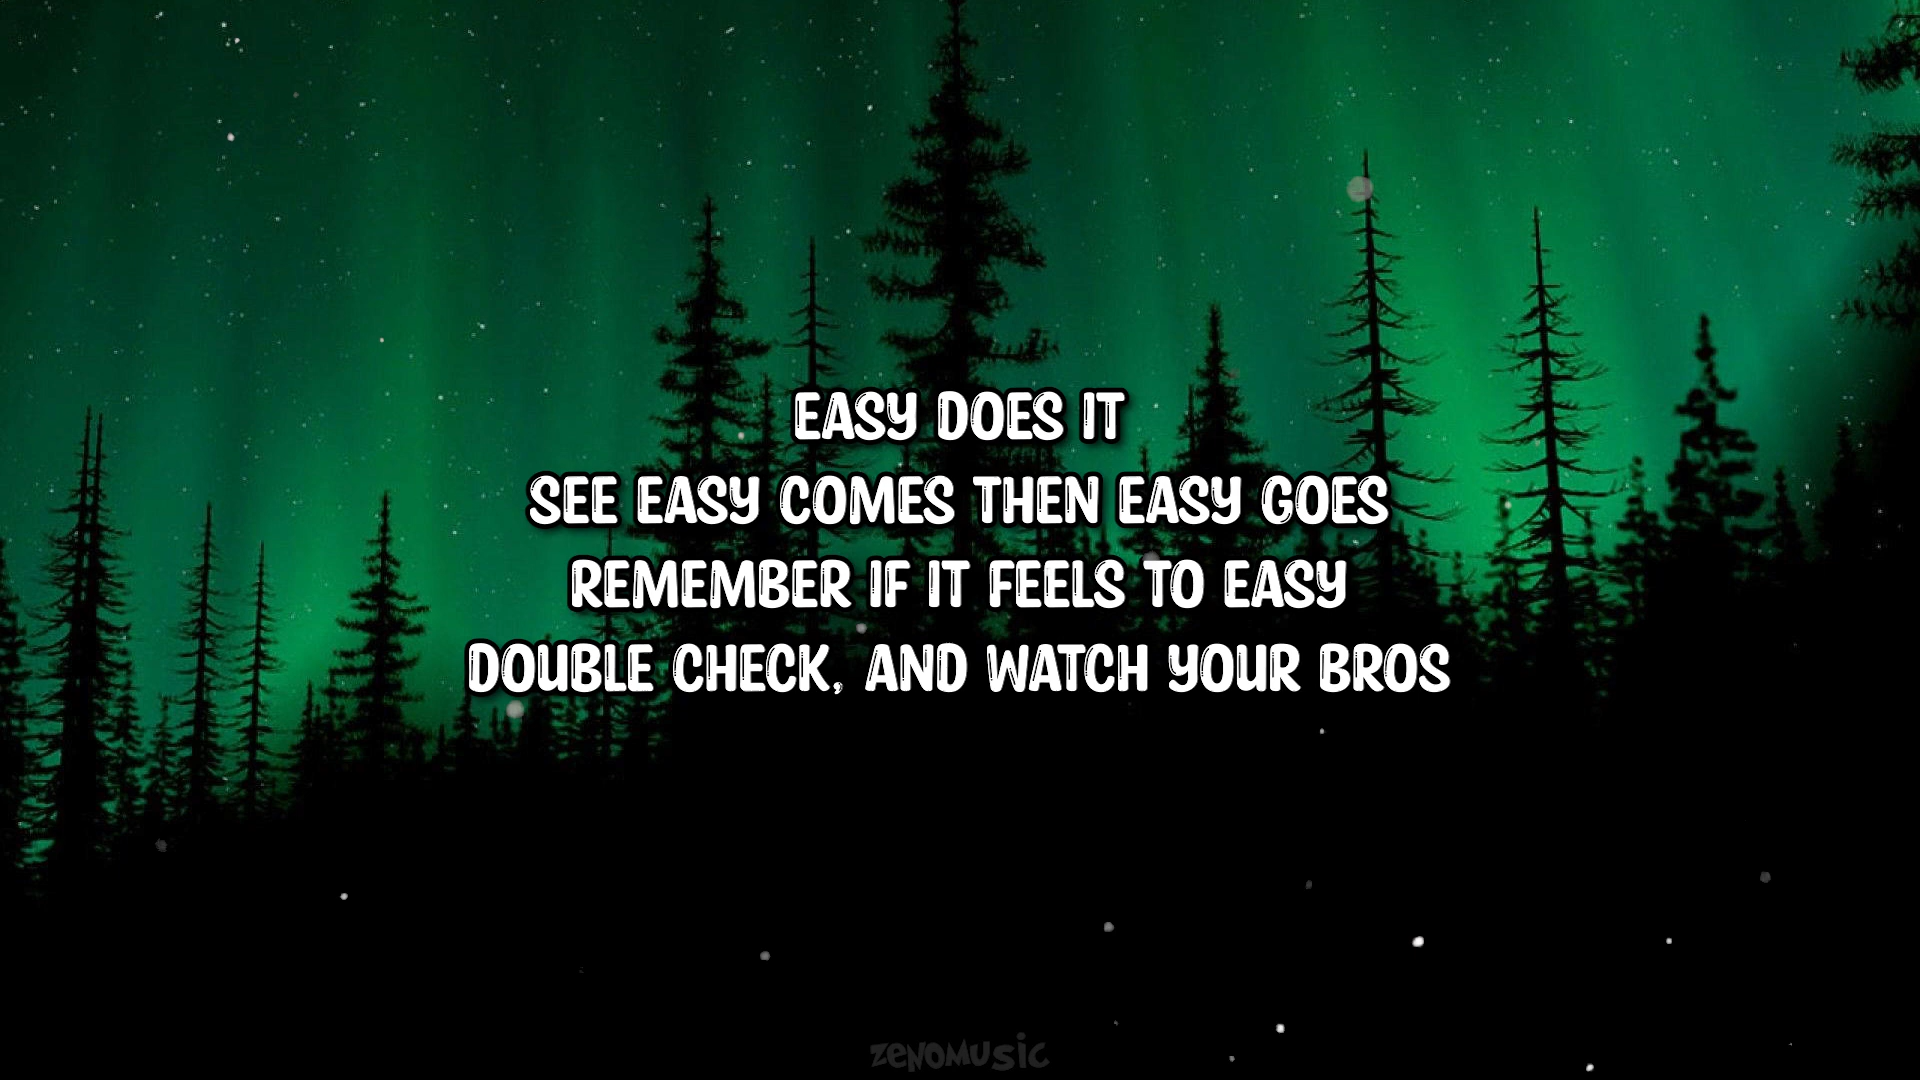 EASY DOES IT
SEE EASY COMES THEN EASY GOES
REMEMBER IF IT FEELS TO EASY
DOUBLE CHECK, AND WATCH YOUR BROS
ZENOMUSIC